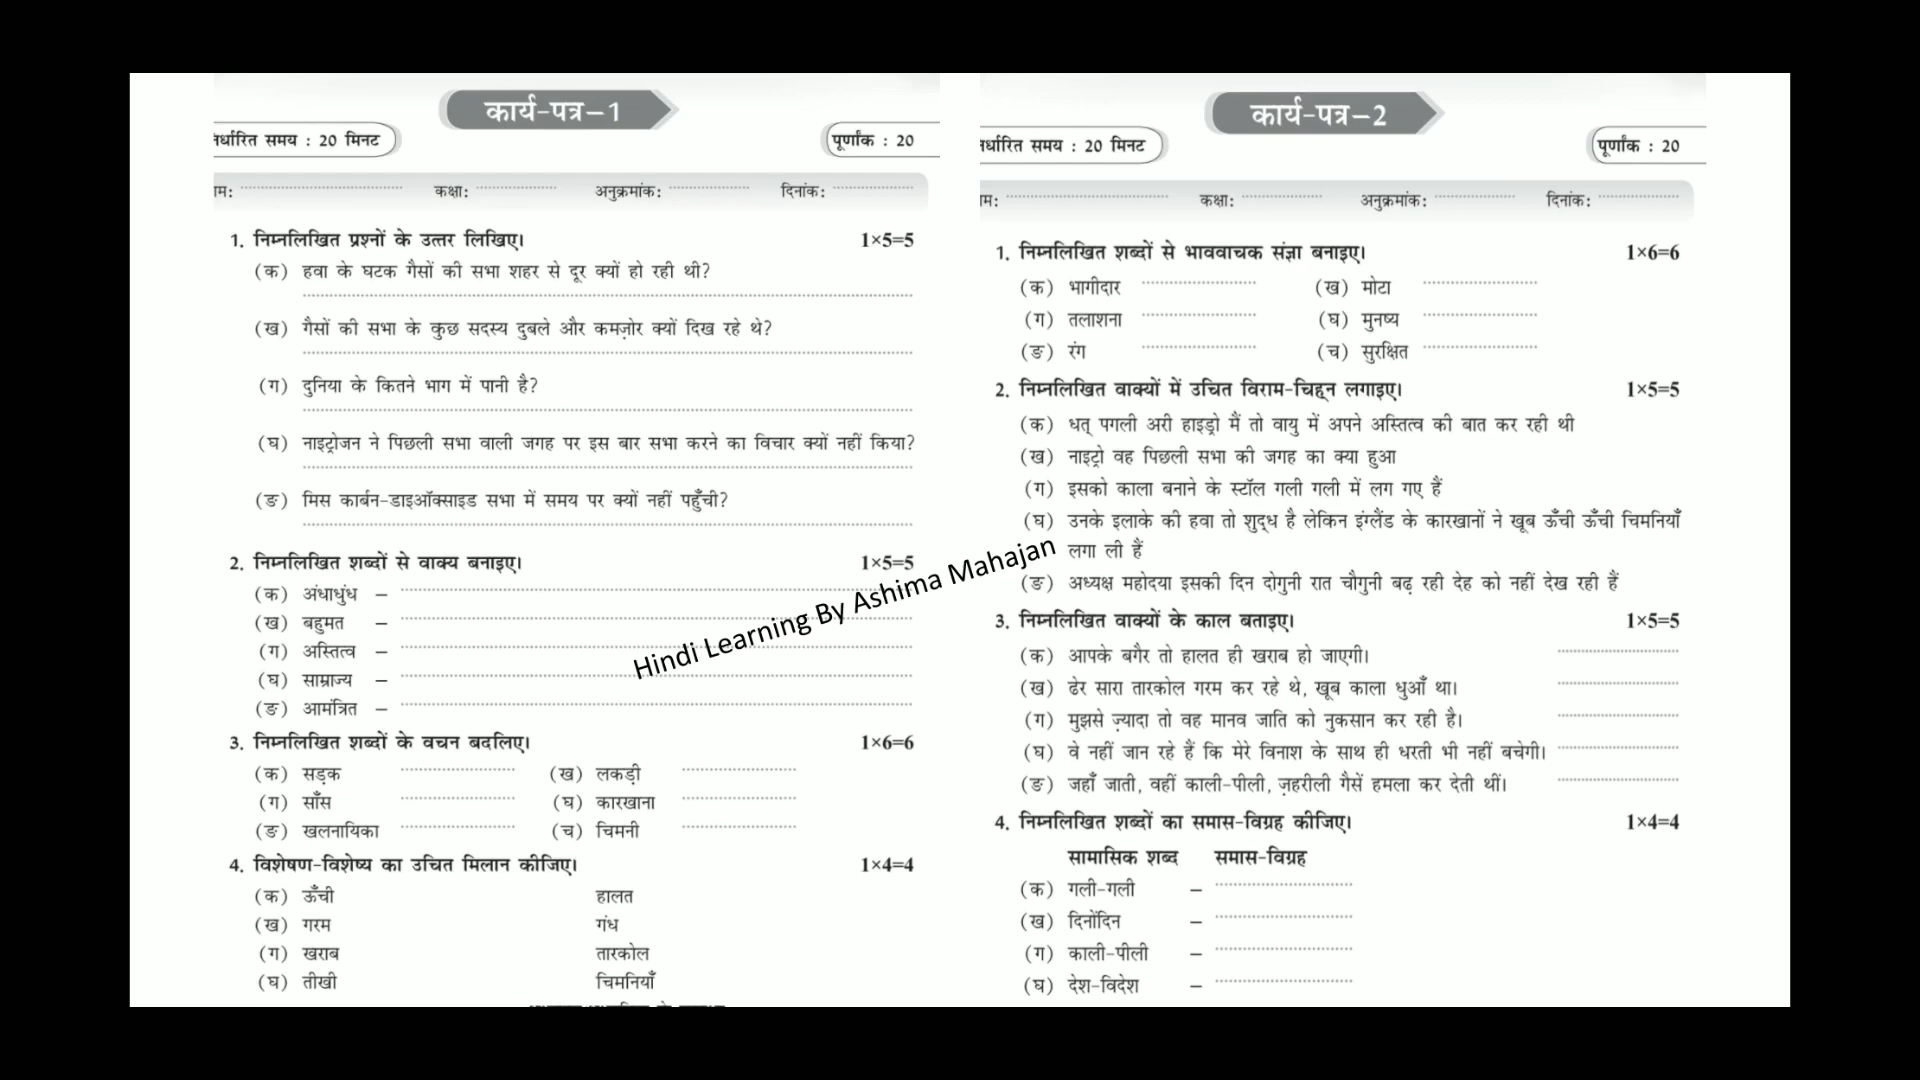 कार्य-पत्र–1
निर्धारित समय : 20 मिनट
पूर्णांक : 20
नाम: कक्षा: अनुक्रमांक: दिनांक:
1. निम्नलिखित प्रश्नों के उत्तर लिखिए। 1×5=5
(क) हवा के घटक गैसों की सभा शहर से दूर क्यों हो रही थी?
(ख) गैसों की सभा के कुछ सदस्य दुबले और कमज़ोर क्यों दिख रहे थे?
(ग) दुनिया के कितने भाग में पानी है?
(घ) नाइट्रोजन ने पिछली सभा वाली जगह पर इस बार सभा करने का विचार क्यों नहीं किया?
(ङ) मिस कार्बन-डाइऑक्साइड सभा में समय पर क्यों नहीं पहुँची?
2. निम्नलिखित शब्दों से वाक्य बनाइए। 1×5=5
(क) अंधाधुंध –
(ख) बहुमत –
(ग) अस्तित्व –
(घ) साम्राज्य –
(ङ) आमंत्रित –
3. निम्नलिखित शब्दों के वचन बदलिए। 1×6=6
(क) सड़क (ख) लकड़ी
(ग) साँस (घ) कारखाना
(ङ) खलनायिका (च) चिमनी
4. विशेषण-विशेष्य का उचित मिलान कीजिए। 1×4=4
(क) ऊँची हालत
(ख) गरम गंध
(ग) खराब तारकोल
(घ) तीखी चिमनियाँ
Hindi Learning By Ashima Mahajan
कार्य-पत्र–2
निर्धारित समय : 20 मिनट
पूर्णांक : 20
नाम: कक्षा: अनुक्रमांक: दिनांक:
1. निम्नलिखित शब्दों से भाववाचक संज्ञा बनाइए। 1×6=6
(क) भागीदार (ख) मोटा
(ग) तलाशना (घ) मुनष्य
(ङ) रंग (च) सुरक्षित
2. निम्नलिखित वाक्यों में उचित विराम-चिह्‌न लगाइए। 1×5=5
(क) धत् पगली अरी हाइड्रो मैं तो वायु में अपने अस्तित्व की बात कर रही थी
(ख) नाइट्रो वह पिछली सभा की जगह का क्या हुआ
(ग) इसको काला बनाने के स्टॉल गली गली में लग गए हैं
(घ) उनके इलाके की हवा तो शुद्‌ध है लेकिन इंग्लैंड के कारखानों ने खूब ऊँची ऊँची चिमनियाँ
लगा ली हैं
(ङ) अध्यक्ष महोदया इसकी दिन दोगुनी रात चौगुनी बढ़ रही देह को नहीं देख रही हैं
3. निम्नलिखित वाक्यों के काल बताइए। 1×5=5
(क) आपके बगैर तो हालत ही खराब हो जाएगी।
(ख) ढेर सारा तारकोल गरम कर रहे थे, खूब काला धुआँ था।
(ग) मुझसे ज़्यादा तो वह मानव जाति को नुकसान कर रही है।
(घ) वे नहीं जान रहे हैं कि मेरे विनाश के साथ ही धरती भी नहीं बचेगी।
(ङ) जहाँ जाती, वहीं काली-पीली, ज़हरीली गैसें हमला कर देती थीं।
4. निम्नलिखित शब्दों का समास-विग्रह कीजिए। 1×4=4
सामासिक शब्द समास-विग्रह
(क) गली-गली –
(ख) दिनोंदिन –
(ग) काली-पीली –
(घ) देश-विदेश –